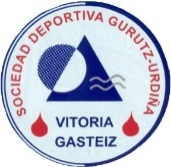 SOCIEDAD DEPORTIVA GURUTZ-URDIÑA
VITORIA
GASTEIZ